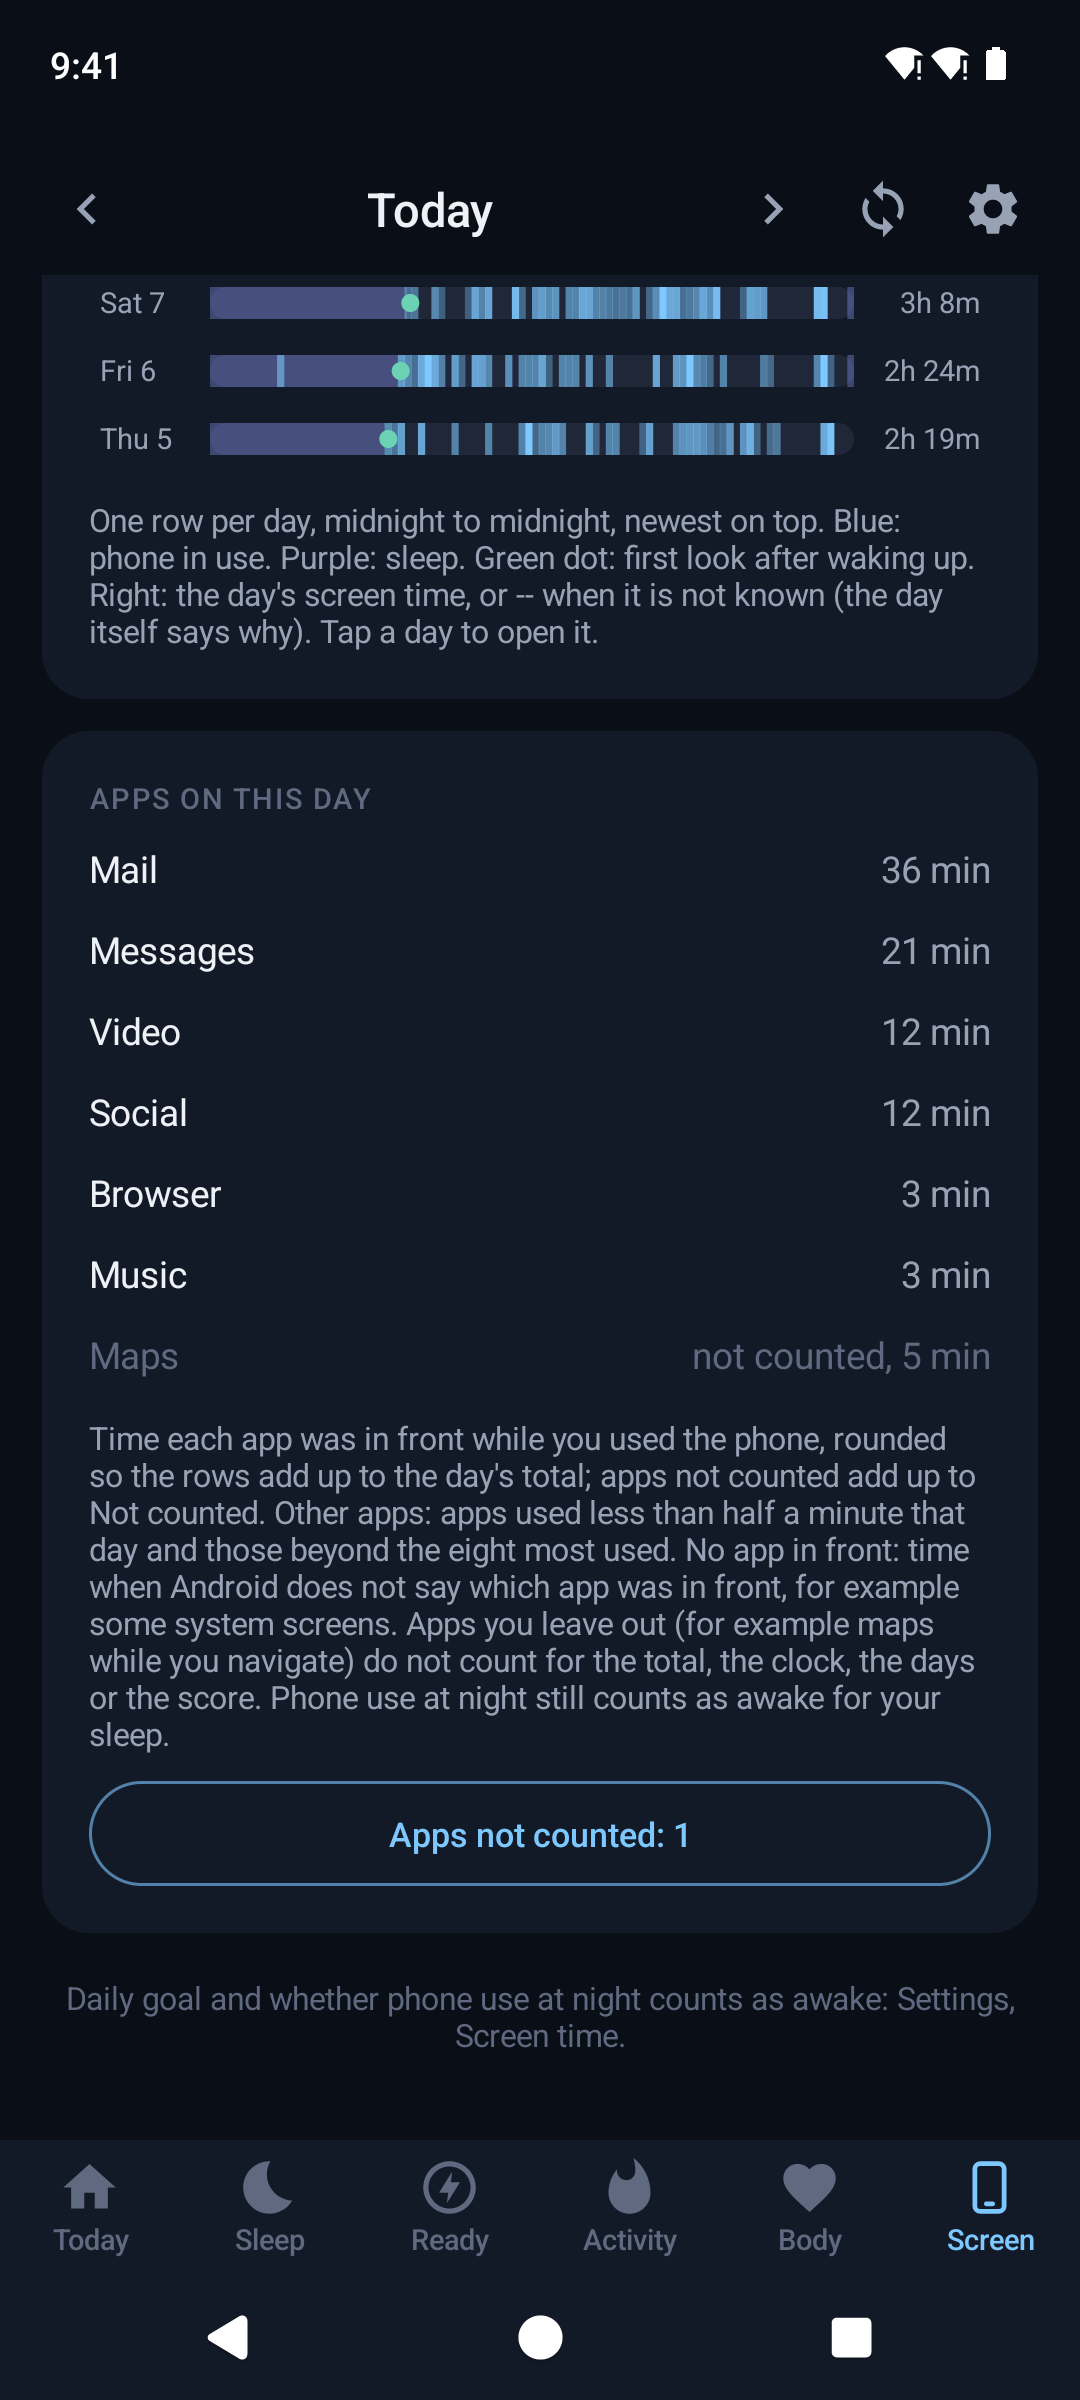 9:41
Today
Sat 7 3h 8m
Fri 6 2h 24m
Thu 5 2h 19m
One row per day, midnight to midnight, newest on top. Blue:
phone in use. Purple: sleep. Green dot: first look after waking up.
Right: the day's screen time, or -- when it is not known (the day
itself says why). Tap a day to open it.
APPS ON THIS DAY
Mail 36 min
Messages 21 min
Video 12 min
Social 12 min
Browser 3 min
Music 3 min
Maps not counted, 5 min
Time each app was in front while you used the phone, rounded
so the rows add up to the day's total; apps not counted add up to
Not counted. Other apps: apps used less than half a minute that
day and those beyond the eight most used. No app in front: time
when Android does not say which app was in front, for example
some system screens. Apps you leave out (for example maps
while you navigate) do not count for the total, the clock, the days
or the score. Phone use at night still counts as awake for your
sleep.
Apps not counted: 1
Daily goal and whether phone use at night counts as awake: Settings,
Screen time.
Today Sleep Ready Activity Body Screen